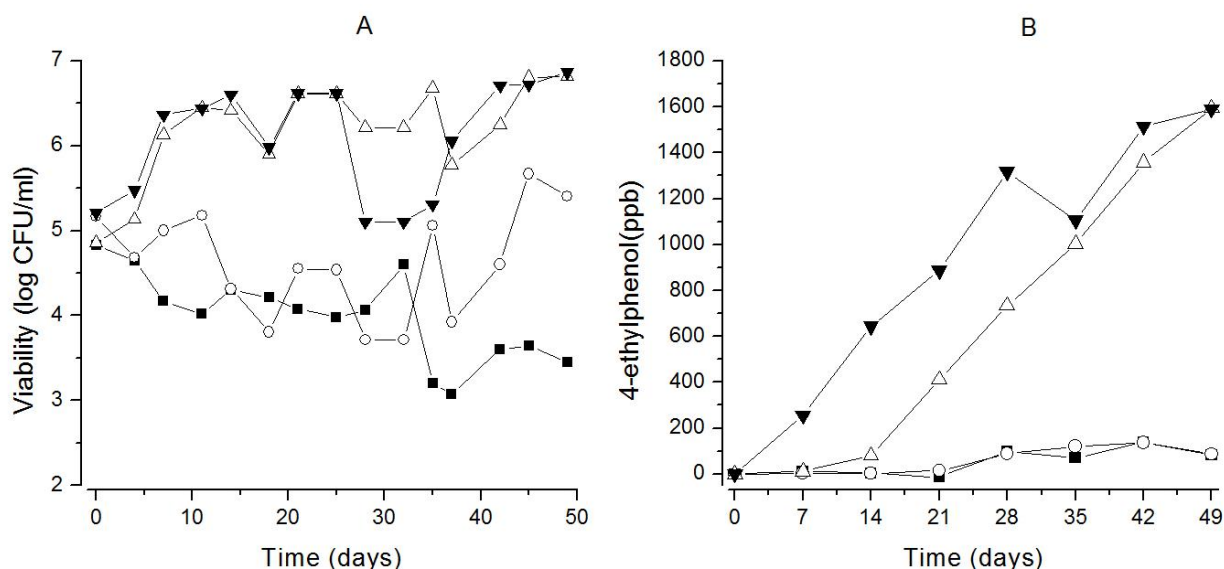 A
Viability (log CFU/ml)
7
6
5
4
3
2
0 10 20 30 40 50
Time (days)
B
4-ethylphenol(ppb)
1800
1600
1400
1200
1000
800
600
400
200
0
0 7 14 21 28 35 42 49
Time (days)